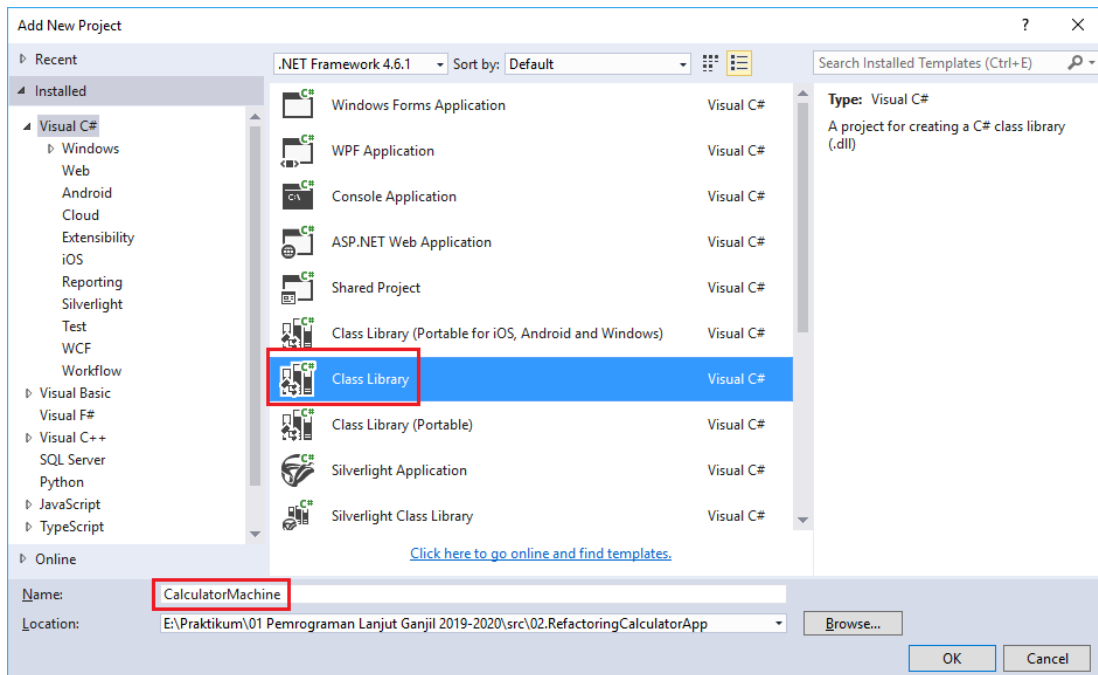 Add New Project
?
Recent
.NET Framework 4.6.1
Sort by:
Default
Search Installed Templates (Ctrl+E)
Installed
Visual C#
Windows
Web
Android
Cloud
Extensibility
iOS
Reporting
Silverlight
Test
WCF
Workflow
Visual Basic
Visual F#
Visual C++
SQL Server
Python
JavaScript
TypeScript
Online
C# Windows Forms Application Visual C#
C# WPF Application Visual C#
C# C:\ Console Application Visual C#
C# ASP.NET Web Application Visual C#
C# Shared Project Visual C#
C# Class Library (Portable for iOS, Android and Windows) Visual C#
C# Class Library Visual C#
C# Class Library (Portable) Visual C#
C# Silverlight Application Visual C#
C# Silverlight Class Library Visual C#
Click here to go online and find templates.
Type: Visual C#
A project for creating a C# class library
(.dll)
Name: CalculatorMachine
Location: E:\Praktikum\01 Pemrograman Lanjut Ganjil 2019-2020\src\02.RefactoringCalculatorApp
Browse...
OK
Cancel